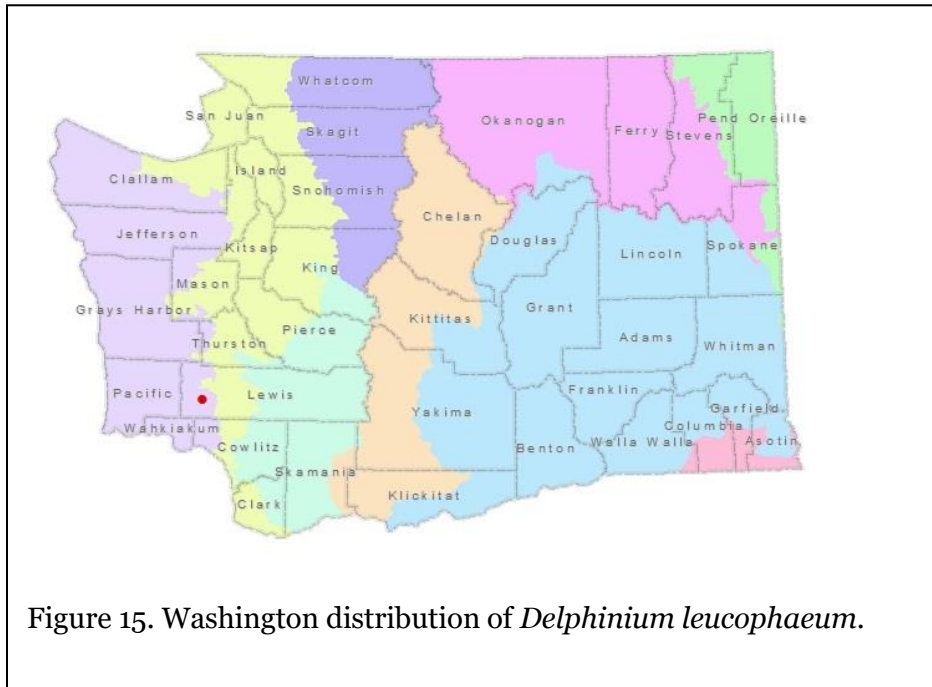 Whatcom
San Juan
Skagit
Okanogan
Ferry
Stevens
Pend Oreille
Island
Clallam
Snohomish
Chelan
Jefferson
Kitsap
Douglas
Lincoln
Spokane
King
Mason
Grays Harbor
Grant
Kittitas
Pierce
Adams
Thurston
Whitman
Pacific
Lewis
Franklin
Yakima
Garfield
Columbia
Wahkiakum
Asotin
Cowlitz
Benton
Walla Walla
Skamania
Klickitat
Clark
Figure 15. Washington distribution of Delphinium leucophaeum.